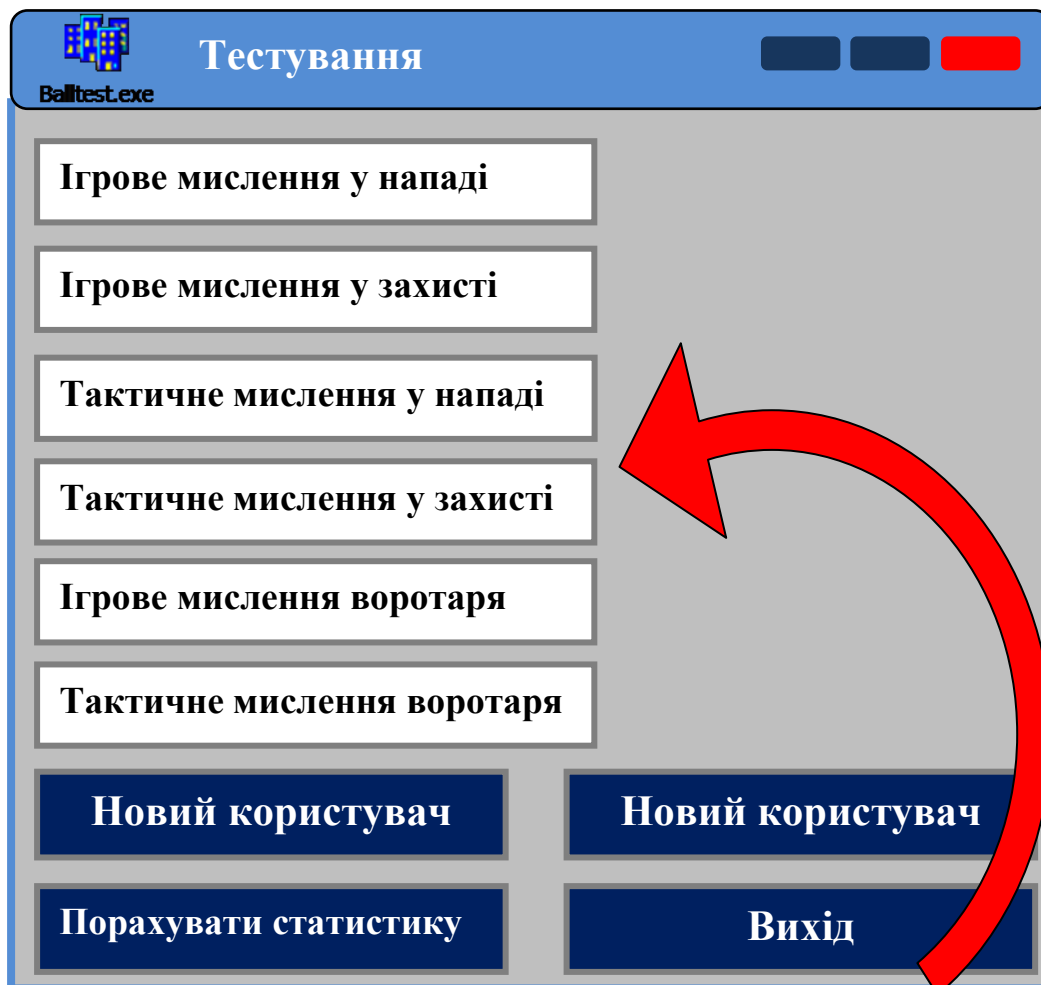 Тестування
Balltest.exe
Ігрове мислення у нападі
Ігрове мислення у захисті
Тактичне мислення у нападі
Тактичне мислення у захисті
Ігрове мислення воротаря
Тактичне мислення воротаря
Новий користувач
Новий користувач
Порахувати статистику
Вихід